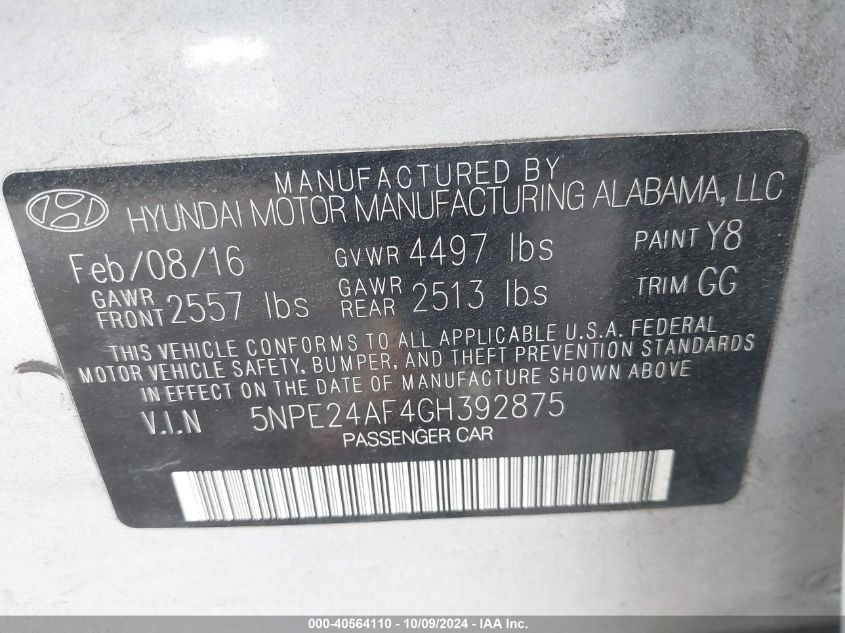 MANUFACTURED BY
HYUNDAI MOTOR MANUFACTURING ALABAMA, LLC
Feb/08/16 GVWR 4497 lbs PAINT Y8
GAWR FRONT 2557 lbs GAWR REAR 2513 lbs TRIM GG
THIS VEHICLE CONFORMS TO ALL APPLICABLE U.S.A. FEDERAL
MOTOR VEHICLE SAFETY, BUMPER, AND THEFT PREVENTION STANDARDS
IN EFFECT ON THE DATE OF MANUFACTURE SHOWN ABOVE
V.I.N 5NPE24AF4GH392875
PASSENGER CAR
000-40564110 - 10/09/2024 - IAA Inc.